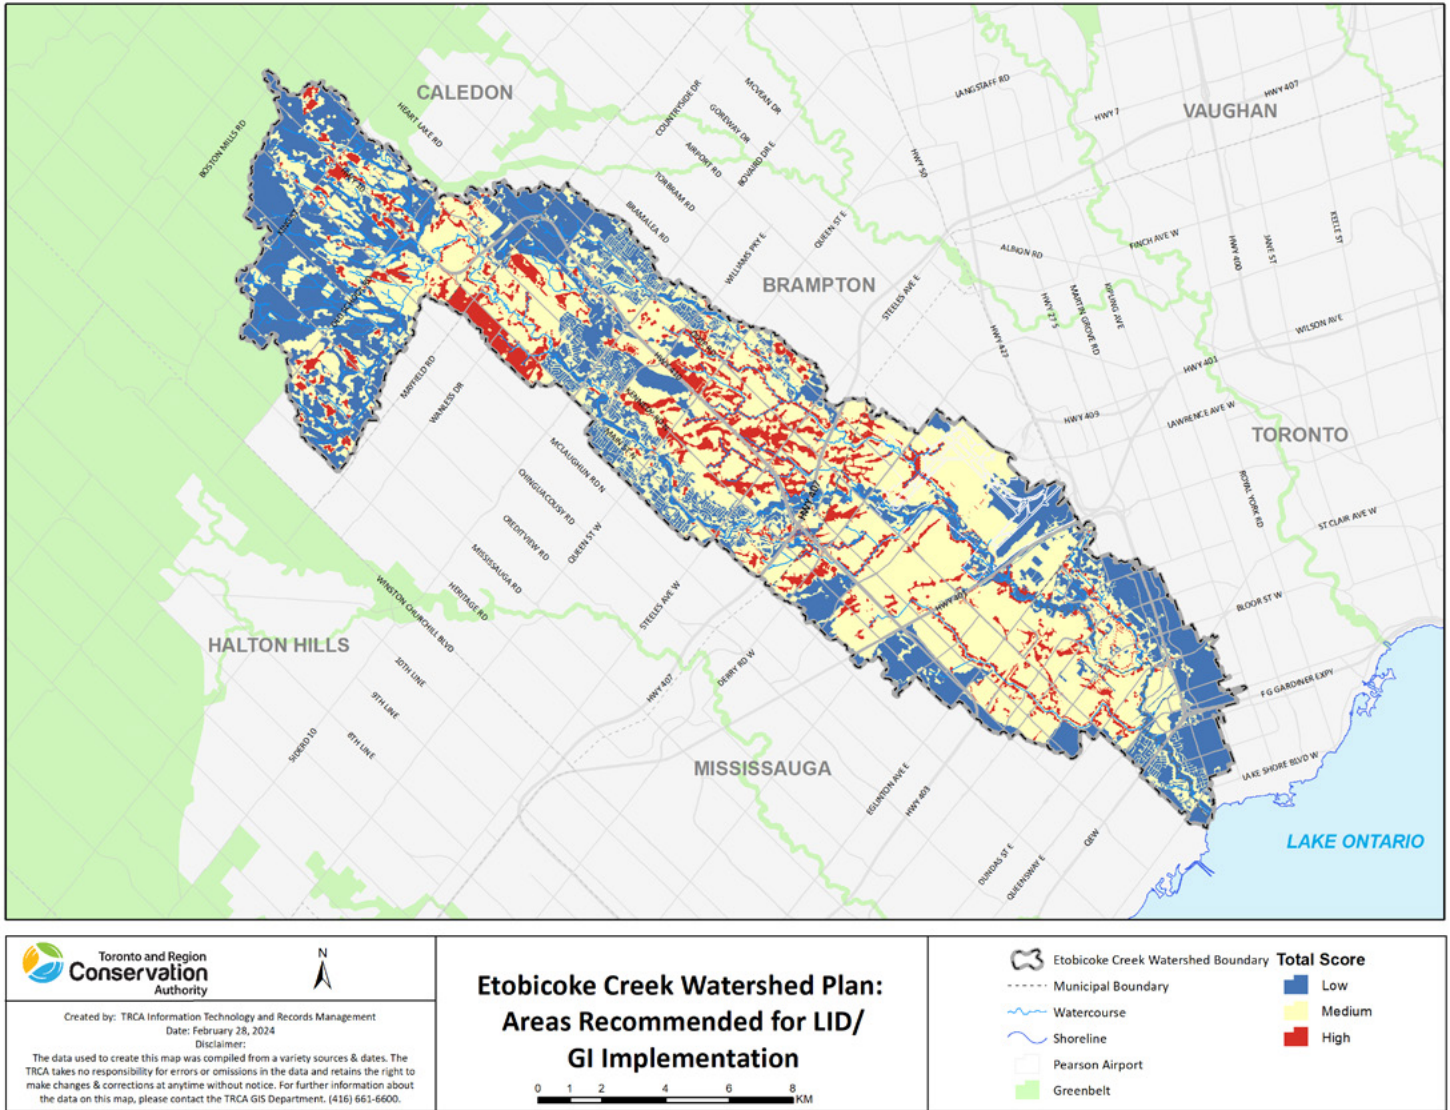 CALEDON
VAUGHAN
BRAMPTON
TORONTO
HALTON HILLS
MISSISSAUGA
LAKE ONTARIO
BOSTON MILLS RD
HEART LAKE RD
COUNTRYSIDE DR
MCVEAN DR
GOREWAY DR
AIRPORT RD
BOVAIRD DR E
TORBRAM RD
BRAMALEA RD
WILLIAMS PKY E
QUEEN ST E
LANGSTAFF RD
HWY 7
HWY 407
HWY 50
ALBION RD
FINCH AVE W
HWY 400
JANE ST
KEELE ST
STEELES AVE E
HWY 27 S
MARTIN GROVE RD
KIPLING AVE
WILSON AVE
HWY 427
HWY 401
HWY 409
LAWRENCE AVE W
ROYAL YORK RD
ST CLAIR AVE W
BLOOR ST W
F G GARDINER EXPY
LAKE SHORE BLVD W
MAYFIELD RD
WANLESS DR
MCLAUGHLIN RD N
CHINGUACOUSY RD
CREDITVIEW RD
QUEEN ST W
MISSISSAUGA RD
HERITAGE RD
WINSTON CHURCHILL BLVD
STEELES AVE W
10TH LINE
9TH LINE
8TH LINE
SIDERD 10
HWY 407
DERRY RD W
HWY 407
HWY 401
MAIN ST N
EGLINTON AVE E
HWY 403
DUNDAS ST E
QUEENSWAY E
QEW
Toronto and Region
Conservation
Authority
N
Created by: TRCA Information Technology and Records Management
Date: February 28, 2024
Disclaimer:
The data used to create this map was compiled from a variety sources & dates. The
TRCA takes no responsibility for errors or omissions in the data and retains the right to
make changes & corrections at anytime without notice. For further information about
the data on this map, please contact the TRCA GIS Department. (416) 661-6600.
Etobicoke Creek Watershed Plan:
Areas Recommended for LID/
GI Implementation
0 1 2 4 6 8
KM
Etobicoke Creek Watershed Boundary
Municipal Boundary
Watercourse
Shoreline
Pearson Airport
Greenbelt
Total Score
Low
Medium
High